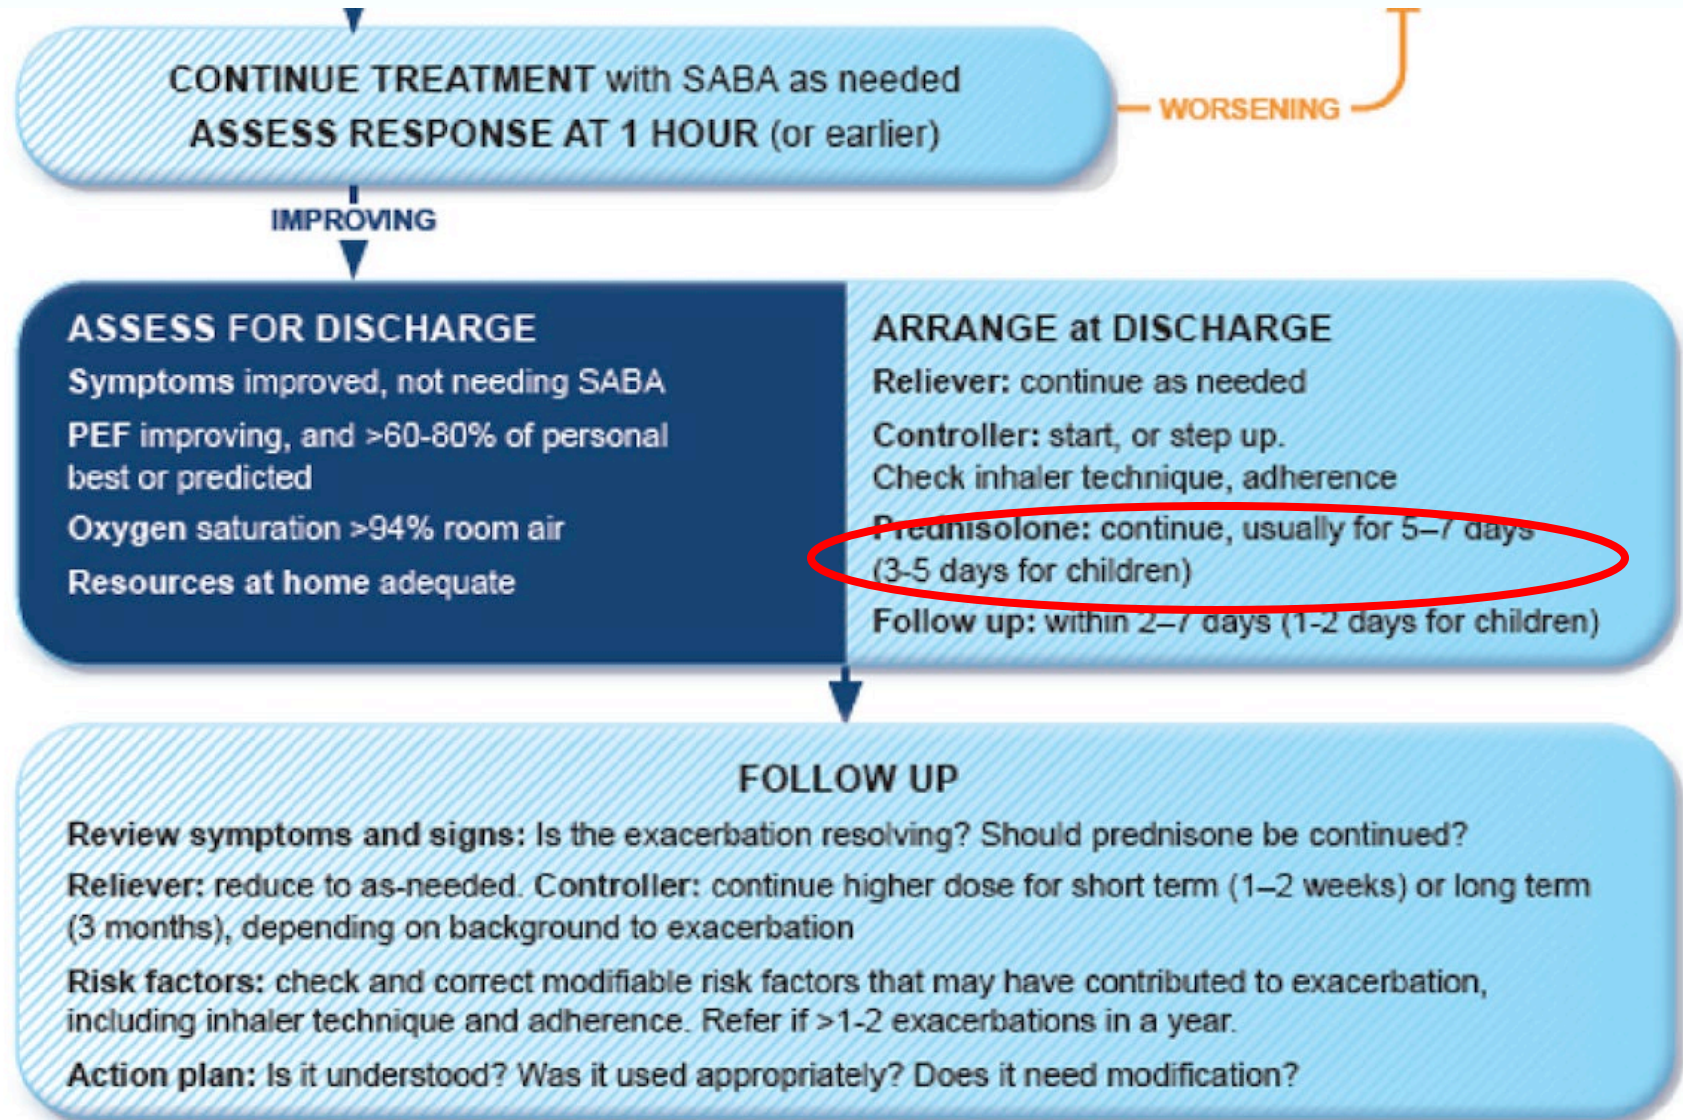 CONTINUE TREATMENT with SABA as needed
ASSESS RESPONSE AT 1 HOUR (or earlier)
WORSENING
IMPROVING
ASSESS FOR DISCHARGE
Symptoms improved, not needing SABA
PEF improving, and >60-80% of personal
best or predicted
Oxygen saturation >94% room air
Resources at home adequate
ARRANGE at DISCHARGE
Reliever: continue as needed
Controller: start, or step up.
Check inhaler technique, adherence
Prednisolone: continue, usually for 5–7 days
(3-5 days for children)
Follow up: within 2–7 days (1-2 days for children)
FOLLOW UP
Review symptoms and signs: Is the exacerbation resolving? Should prednisone be continued?
Reliever: reduce to as-needed. Controller: continue higher dose for short term (1–2 weeks) or long term
(3 months), depending on background to exacerbation
Risk factors: check and correct modifiable risk factors that may have contributed to exacerbation,
including inhaler technique and adherence. Refer if >1-2 exacerbations in a year.
Action plan: Is it understood? Was it used appropriately? Does it need modification?